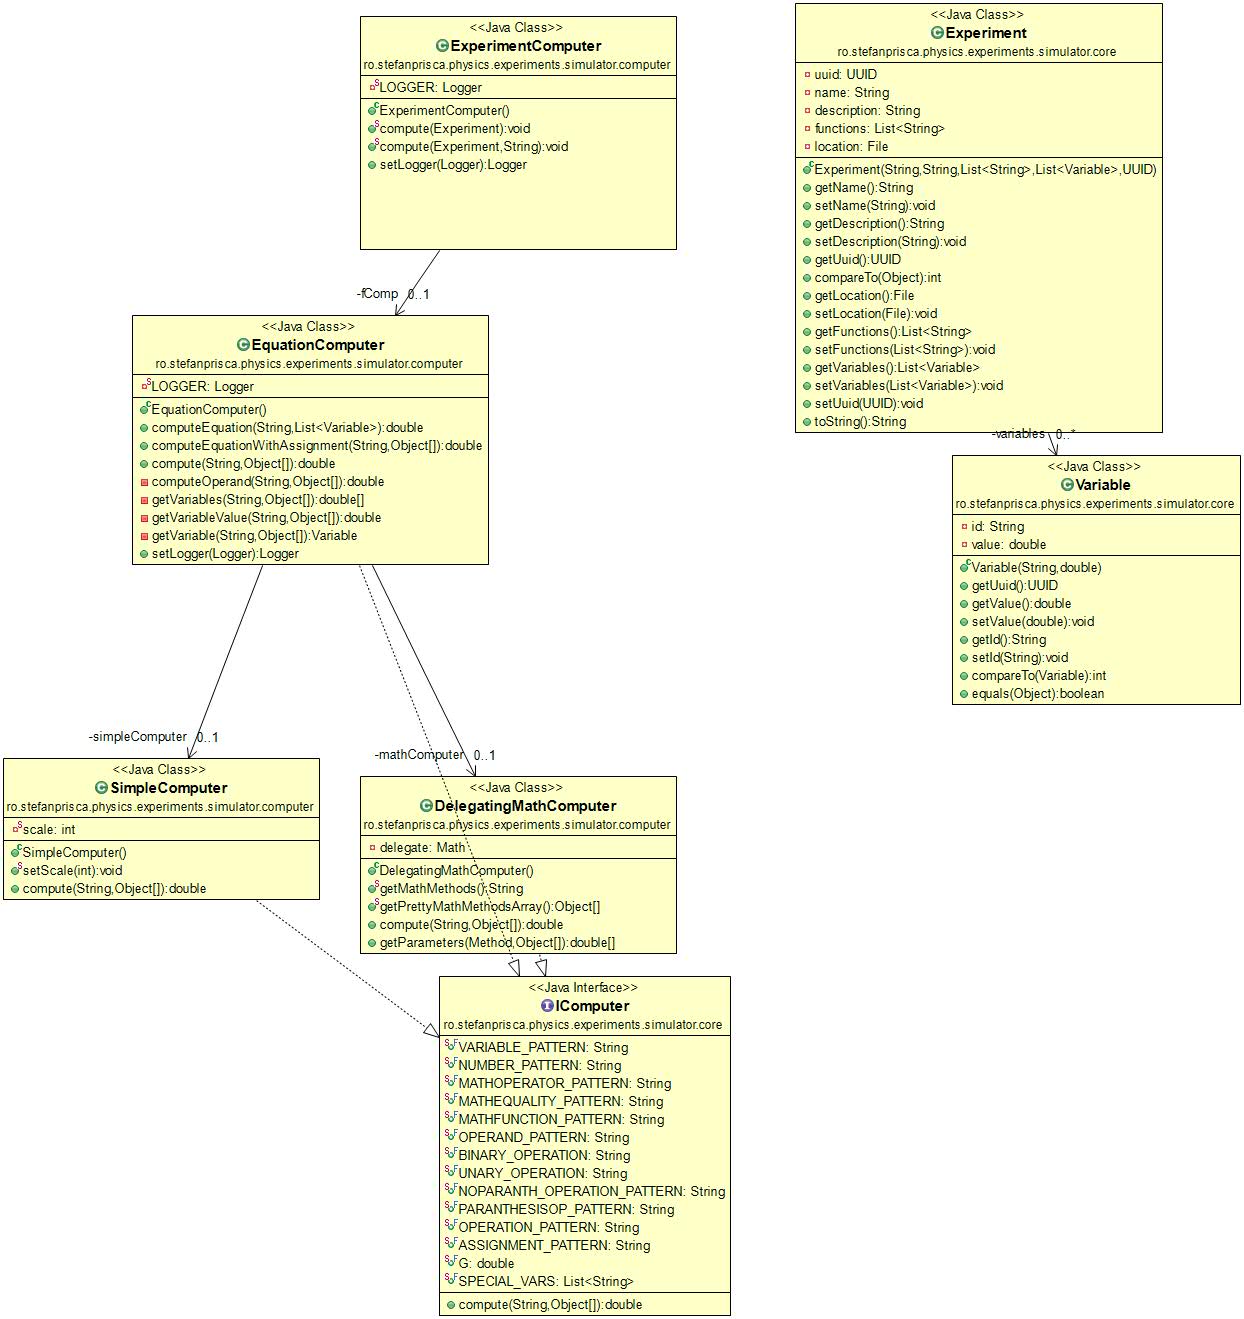 <<Java Class>>
ExperimentComputer
ro.stefanprisca.physics.experiments.simulator.computer
LOGGER: Logger
ExperimentComputer()
compute(Experiment):void
compute(Experiment,String):void
setLogger(Logger):Logger
-fComp 0..1
<<Java Class>>
EquationComputer
ro.stefanprisca.physics.experiments.simulator.computer
LOGGER: Logger
EquationComputer()
computeEquation(String,List<Variable>):double
computeEquationWithAssignment(String,Object[]):double
compute(String,Object[]):double
computeOperand(String,Object[]):double
getVariables(String,Object[]):double[]
getVariableValue(String,Object[]):double
getVariable(String,Object[]):Variable
setLogger(Logger):Logger
-simpleComputer 0..1
-mathComputer 0..1
<<Java Class>>
SimpleComputer
ro.stefanprisca.physics.experiments.simulator.computer
scale: int
SimpleComputer()
setScale(int):void
compute(String,Object[]):double
<<Java Class>>
DelegatingMathComputer
ro.stefanprisca.physics.experiments.simulator.computer
delegate: Math
DelegatingMathComputer()
getMathMethods():String
getPrettyMathMethodsArray():Object[]
compute(String,Object[]):double
getParameters(Method,Object[]):double[]
<<Java Interface>>
IComputer
ro.stefanprisca.physics.experiments.simulator.core
VARIABLE_PATTERN: String
NUMBER_PATTERN: String
MATHOPERATOR_PATTERN: String
MATHEQUALITY_PATTERN: String
MATHFUNCTION_PATTERN: String
OPERAND_PATTERN: String
BINARY_OPERATION: String
UNARY_OPERATION: String
NOPARANTH_OPERATION_PATTERN: String
PARANTHESISOP_PATTERN: String
OPERATION_PATTERN: String
ASSIGNMENT_PATTERN: String
G: double
SPECIAL_VARS: List<String>
compute(String,Object[]):double
<<Java Class>>
Experiment
ro.stefanprisca.physics.experiments.simulator.core
uuid: UUID
name: String
description: String
functions: List<String>
location: File
Experiment(String,String,List<String>,List<Variable>,UUID)
getName():String
setName(String):void
getDescription():String
setDescription(String):void
getUuid():UUID
compareTo(Object):int
getLocation():File
setLocation(File):void
getFunctions():List<String>
setFunctions(List<String>):void
getVariables():List<Variable>
setVariables(List<Variable>):void
setUuid(UUID):void
toString():String
-variables 0..*
<<Java Class>>
Variable
ro.stefanprisca.physics.experiments.simulator.core
id: String
value: double
Variable(String,double)
getUuid():UUID
getValue():double
setValue(double):void
getId():String
setId(String):void
compareTo(Variable):int
equals(Object):boolean